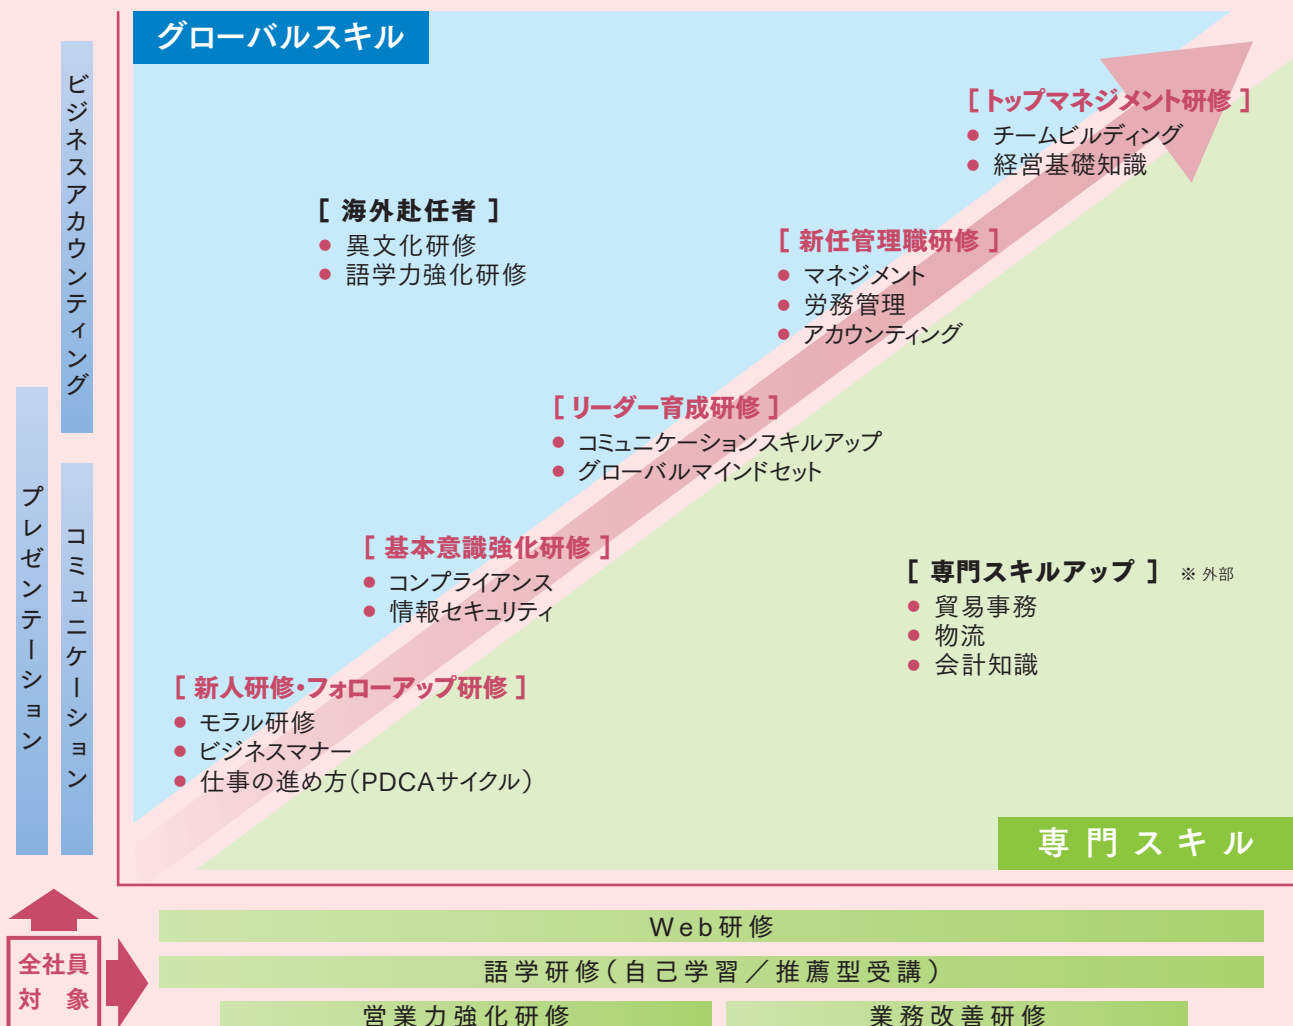 グローバルスキル
ビジネスアカウンティング
プレゼンテーション
コミュニケーション
[ トップマネジメント研修 ]
● チームビルディング
● 経営基礎知識
[ 海外赴任者 ]
● 異文化研修
● 語学力強化研修
[ 新任管理職研修 ]
● マネジメント
● 労務管理
● アカウンティング
[ リーダー育成研修 ]
● コミュニケーションスキルアップ
● グローバルマインドセット
[ 基本意識強化研修 ]
● コンプライアンス
● 情報セキュリティ
[ 専門スキルアップ ] ※ 外部
● 貿易事務
● 物流
● 会計知識
[ 新人研修・フォローアップ研修 ]
● モラル研修
● ビジネスマナー
● 仕事の進め方（PDCAサイクル）
専門スキル
全社員
対 象
Web研修
語学研修（自己学習／推薦型受講）
営業力強化研修
業務改善研修